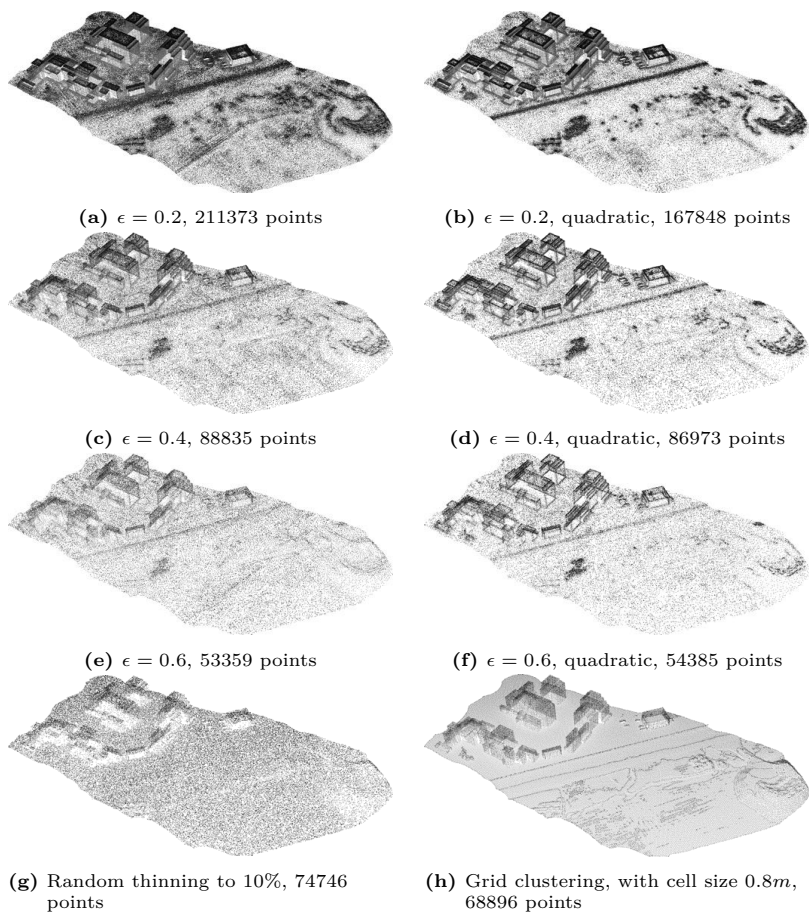 (a) ϵ = 0.2, 211373 points
(b) ϵ = 0.2, quadratic, 167848 points
(c) ϵ = 0.4, 88835 points
(d) ϵ = 0.4, quadratic, 86973 points
(e) ϵ = 0.6, 53359 points
(f) ϵ = 0.6, quadratic, 54385 points
(g) Random thinning to 10%, 74746
points
(h) Grid clustering, with cell size 0.8m,
68896 points